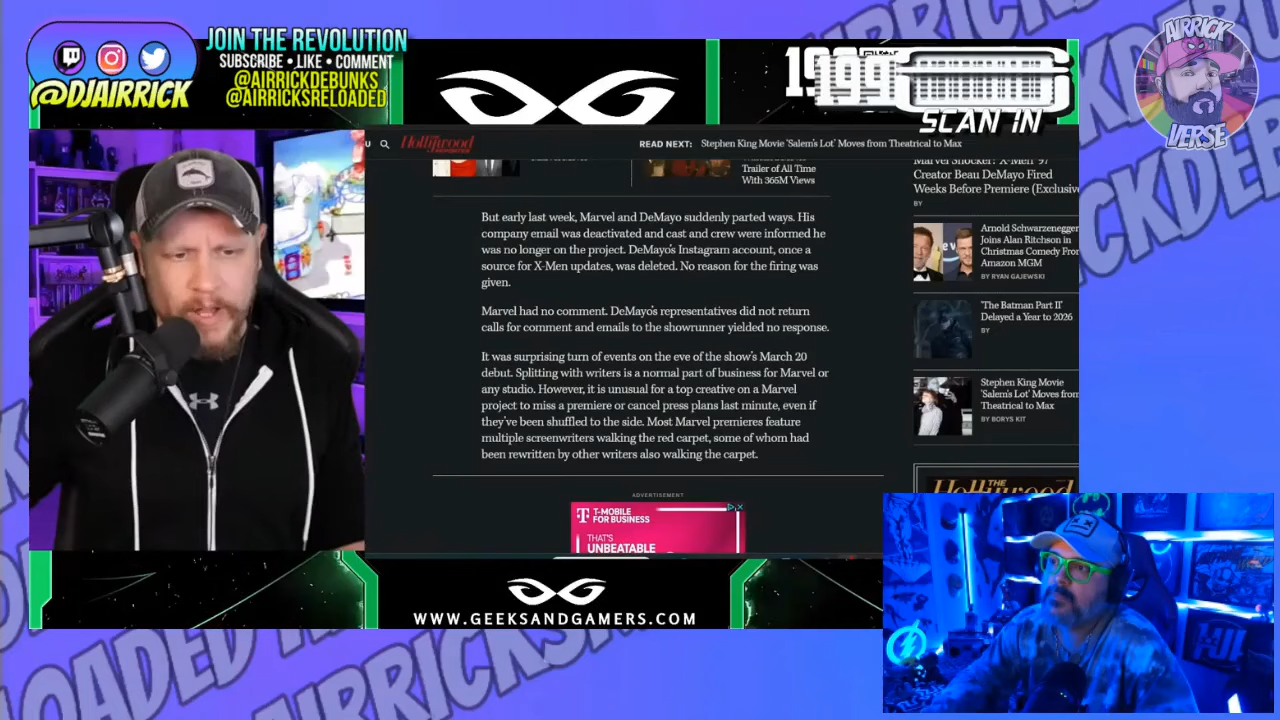 JOIN THE REVOLUTION
SUBSCRIBE • LIKE • COMMENT
@AIRRICKDEBUNKS
@AIRRICKSRELOADED
@DJAIRRICK
SCAN IN
AIRRICK
VERSE
READ NEXT: Stephen King Movie 'Salem's Lot' Moves from Theatrical to Max
Trailer of All Time
With 365M Views
But early last week, Marvel and DeMayo suddenly parted ways. His
company email was deactivated and cast and crew were informed he
was no longer on the project. DeMayo's Instagram account, once a
source for X-Men updates, was deleted. No reason for the firing was
given.
Marvel had no comment. DeMayo's representatives did not return
calls for comment and emails to the showrunner yielded no response.
It was surprising turn of events on the eve of the show's March 20
debut. Splitting with writers is a normal part of business for Marvel or
any studio. However, it is unusual for a top creative on a Marvel
project to miss a premiere or cancel press plans last minute, even if
they've been shuffled to the side. Most Marvel premieres feature
multiple screenwriters walking the red carpet, some of whom had
been rewritten by other writers also walking the carpet.
ADVERTISEMENT
T-MOBILE
FOR BUSINESS
THAT'S
UNBEATABLE
Marvel Shocker: 'X-Men '97'
Creator Beau DeMayo Fired
Weeks Before Premiere (Exclusive
BY
Arnold Schwarzenegger
Joins Alan Ritchson in
Christmas Comedy Fro
Amazon MGM
BY RYAN GAJEWSKI
'The Batman Part II'
Delayed a Year to 2026
BY
Stephen King Movie
'Salem's Lot' Moves from
Theatrical to Max
BY BORYS KIT
THE
WWW.GEEKSANDGAMERS.COM